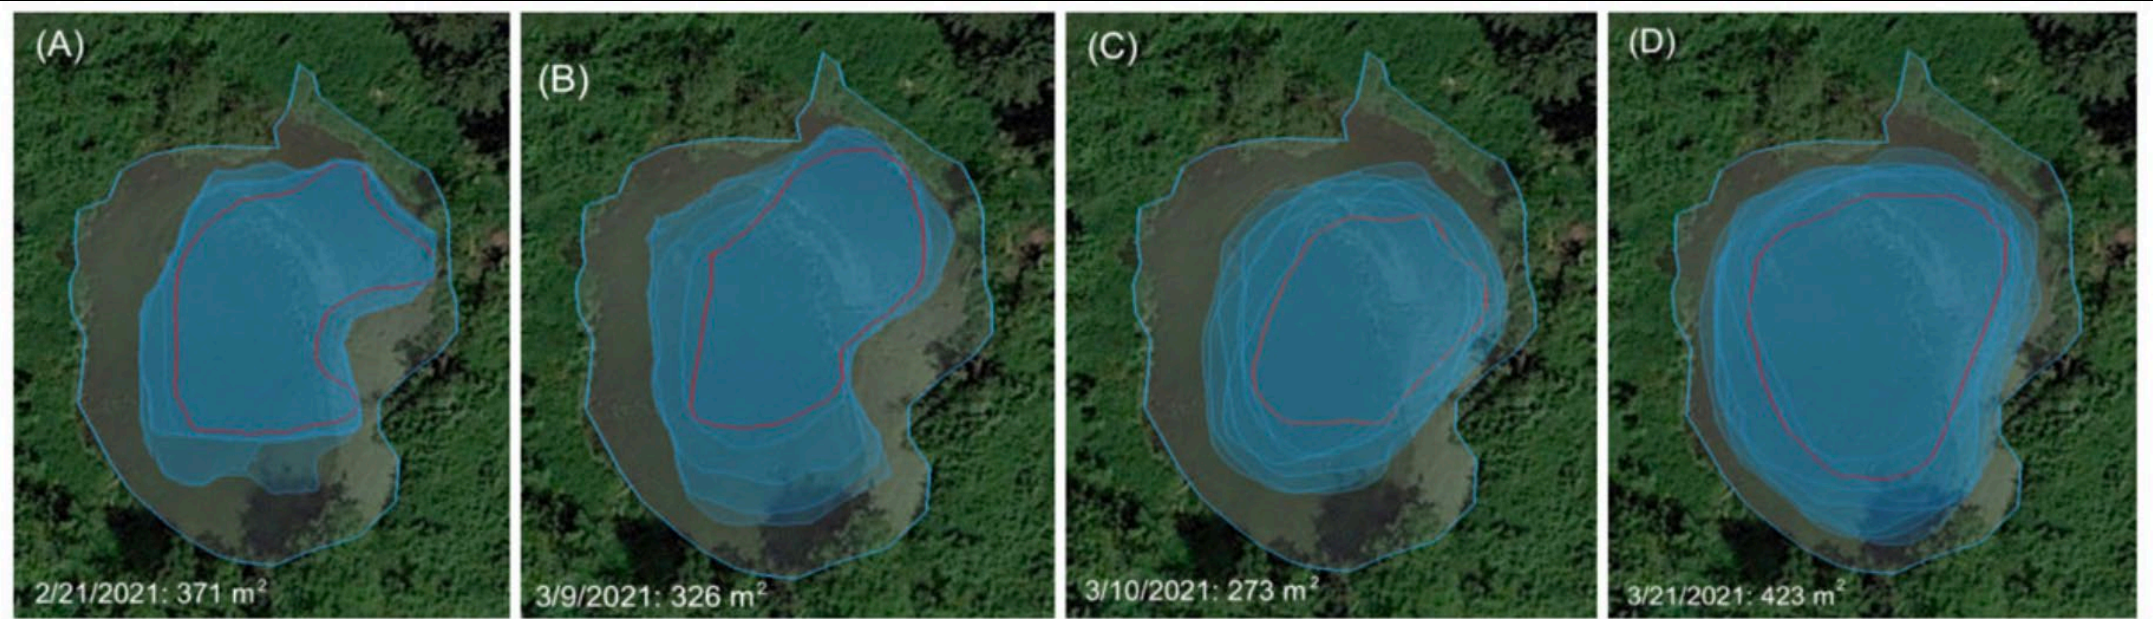 (A)
2/21/2021: 371 m²
(B)
3/9/2021: 326 m²
(C)
3/10/2021: 273 m²
(D)
3/21/2021: 423 m²